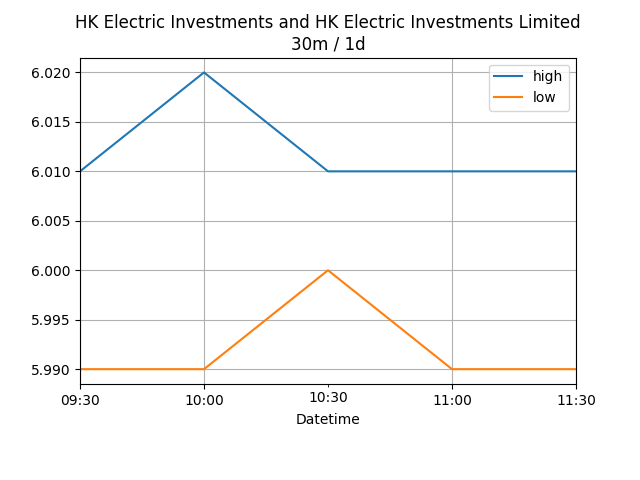 HK Electric Investments and HK Electric Investments Limited
30m / 1d
high
low
6.020
6.015
6.010
6.005
6.000
5.995
5.990
09:30
10:00
10:30
11:00
11:30
Datetime